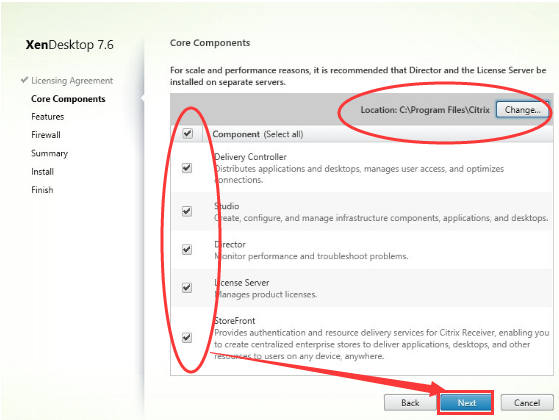 XenDesktop 7.6
Licensing Agreement
Core Components
Features
Firewall
Summary
Install
Finish
Core Components
For scale and performance reasons, it is recommended that Director and the License Server be
installed on separate servers.
Location: C:\Program Files\Citrix
Change...
Component (Select all)
Delivery Controller
Distributes applications and desktops, manages user access, and optimizes
connections.
Studio
Create, configure, and manage infrastructure components, applications, and desktops.
Director
Monitor performance and troubleshoot problems.
License Server
Manages product licenses.
StoreFront
Provides authentication and resource delivery services for Citrix Receiver, enabling you
to create centralized enterprise stores to deliver applications, desktops, and other
resources to users on any device, anywhere.
Back
Next
Cancel